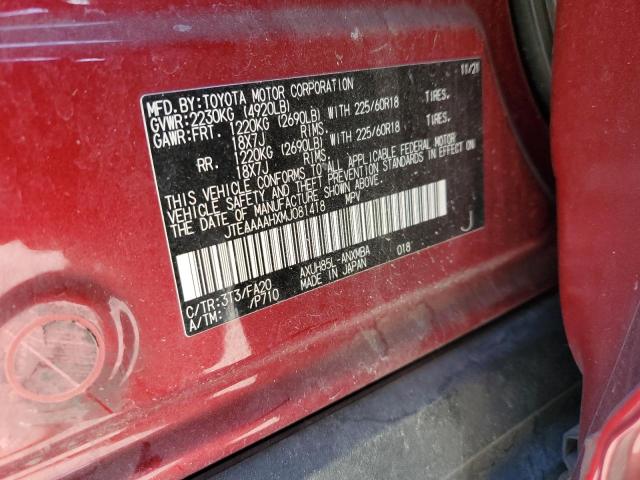 MFD.BY:TOYOTA MOTOR CORPORATION 11/21
GVWR:2230KG (4920LB)
GAWR:FRT. 1220KG (2690LB) WITH 225/60R18 TIRES.
18X7J RIMS.
RR. 1220KG (2690LB) WITH 225/60R18 TIRES.
18X7J RIMS.
THIS VEHICLE CONFORMS TO ALL APPLICABLE FEDERAL MOTOR
VEHICLE SAFETY AND THEFT PREVENTION STANDARDS IN EFFECT
ON THE DATE OF MANUFACTURE SHOWN ABOVE.
JTEAAAAHXMJ081418 MPV
C/TR:3T3/FA20 AXUH85L-ANXMBA 018 J
A/TM: /P710 MADE IN JAPAN